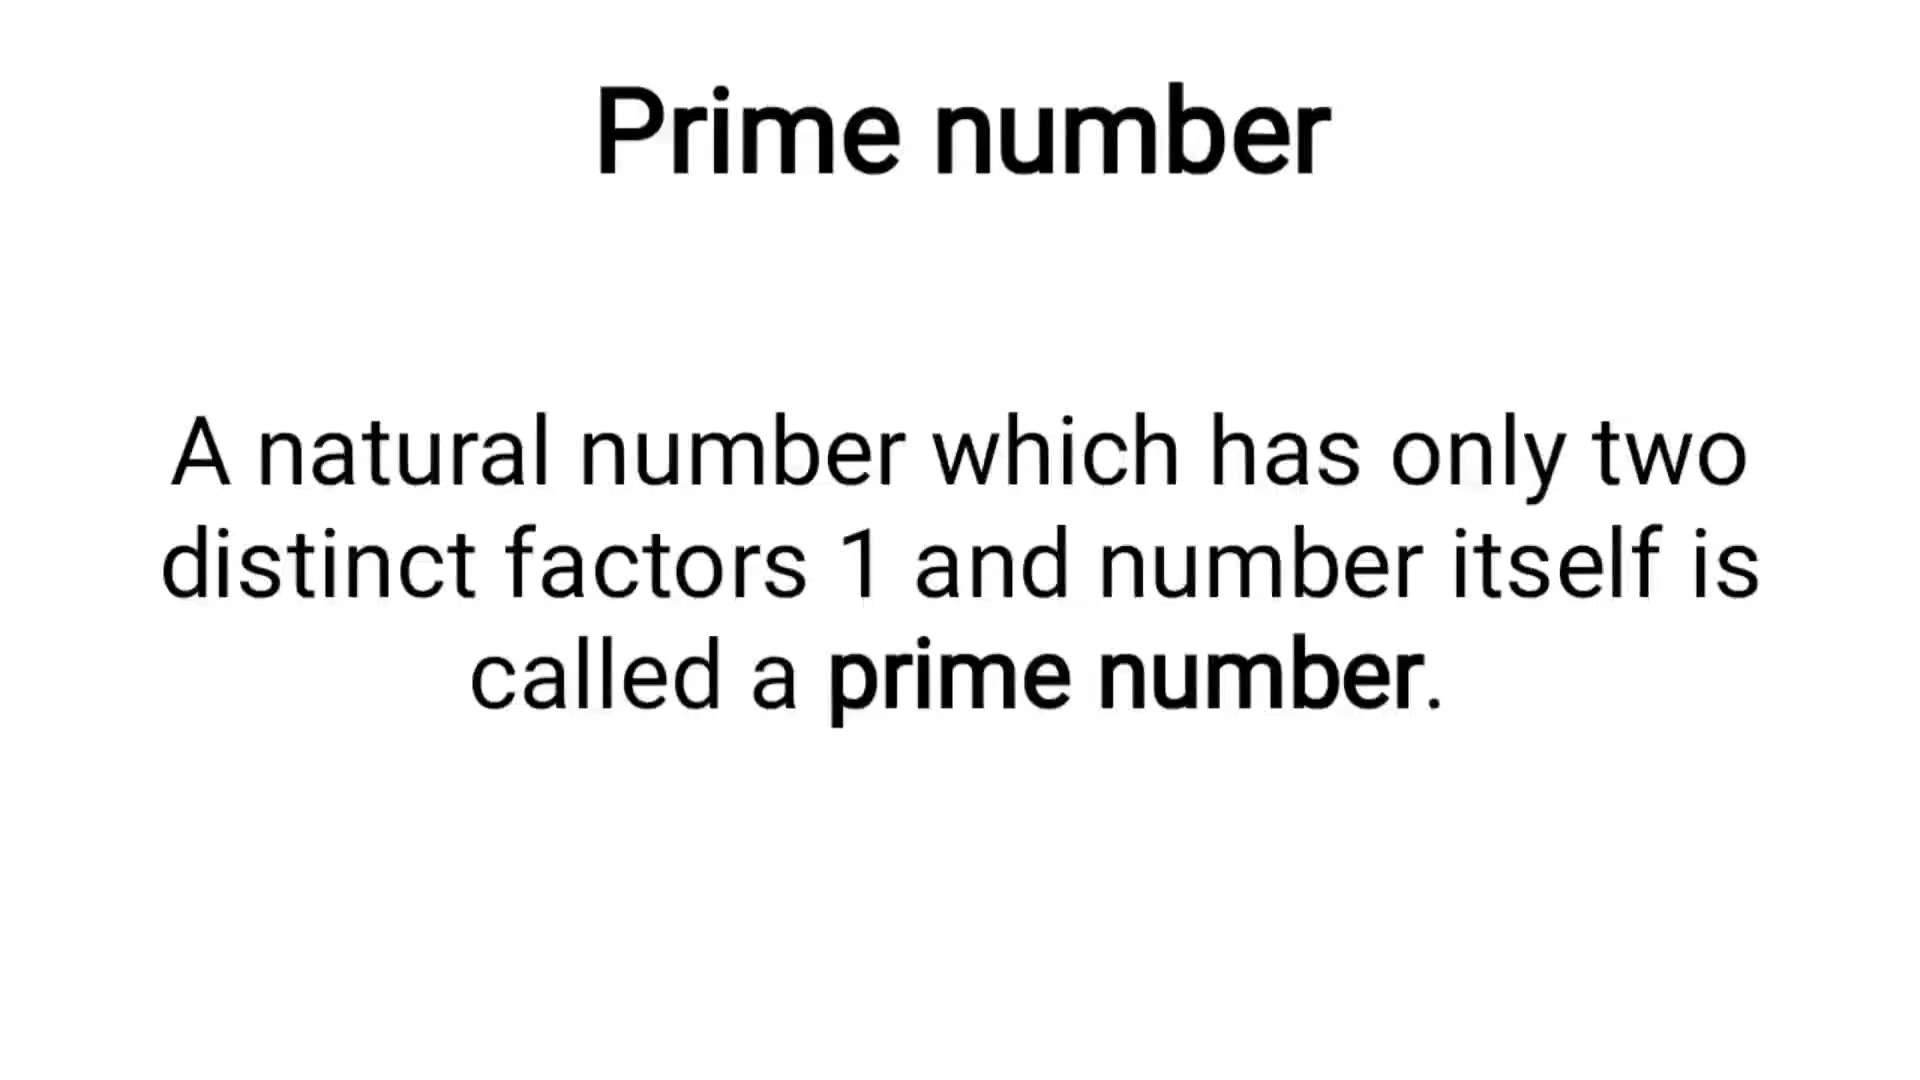 Prime number
A natural number which has only two
distinct factors 1 and number itself is
called a prime number.